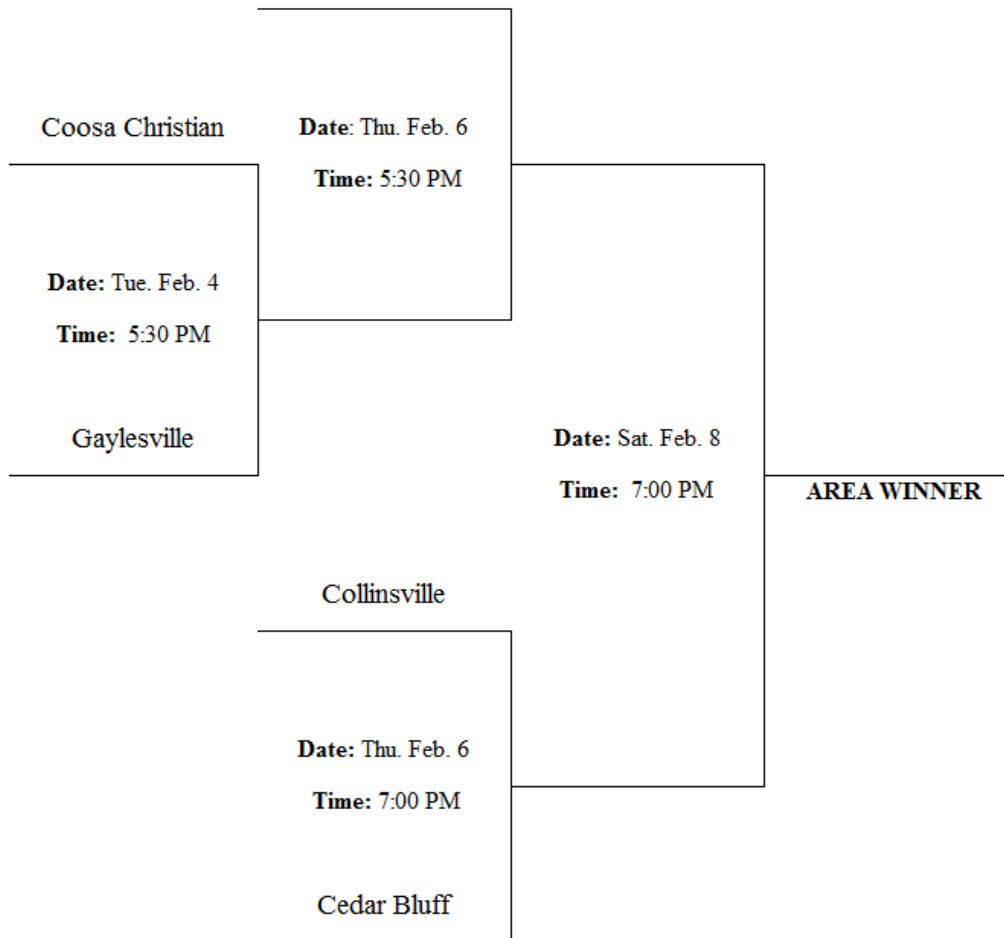 Coosa Christian
Date: Thu. Feb. 6
Time: 5:30 PM
Date: Tue. Feb. 4
Time: 5:30 PM
Gaylesville
Date: Sat. Feb. 8
Time: 7:00 PM
AREA WINNER
Collinsville
Date: Thu. Feb. 6
Time: 7:00 PM
Cedar Bluff